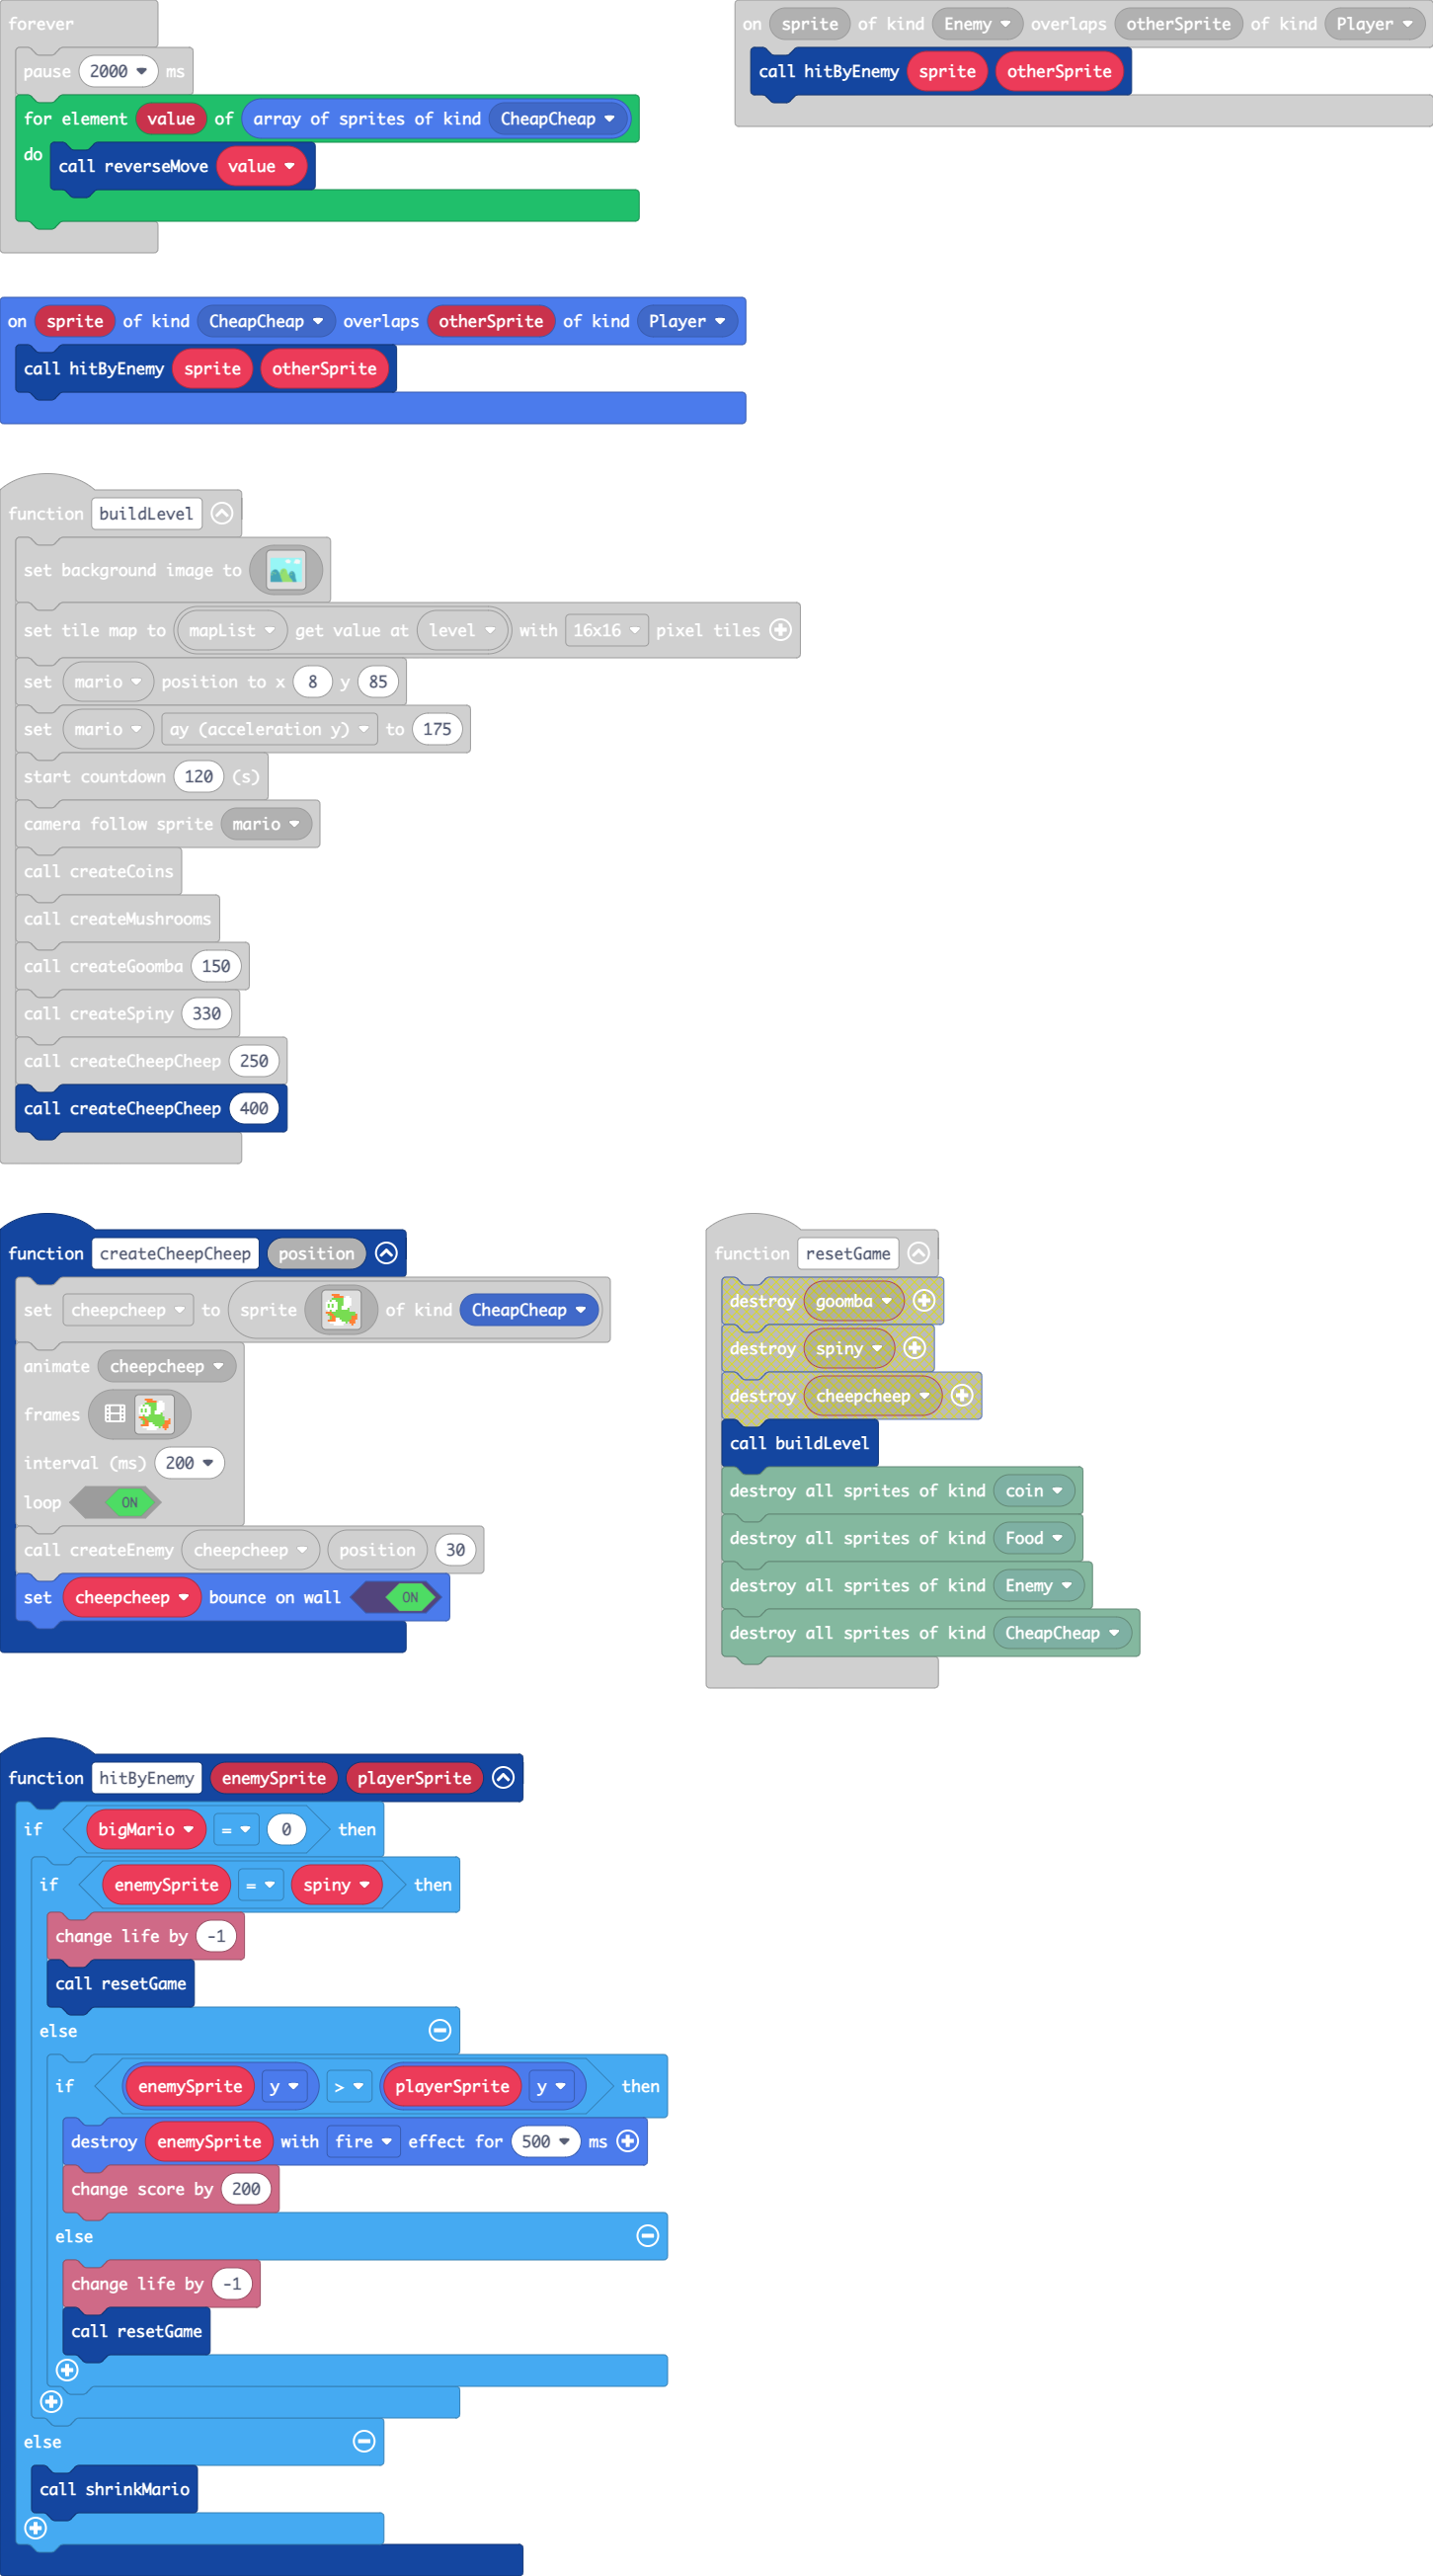 forever
pause 2000 ms
for element value of array of sprites of kind CheapCheap
do call reverseMove value
on sprite of kind Enemy overlaps otherSprite of kind Player
call hitByEnemy sprite otherSprite
on sprite of kind CheapCheap overlaps otherSprite of kind Player
call hitByEnemy sprite otherSprite
function buildLevel
set background image to
set tile map to mapList get value at level with 16x16 pixel tiles
set mario position to x 8 y 85
set mario ay (acceleration y) to 175
start countdown 120 (s)
camera follow sprite mario
call createCoins
call createMushrooms
call createGoomba 150
call createSpiny 330
call createCheepCheep 250
call createCheepCheep 400
function createCheepCheep position
set cheepcheep to sprite of kind CheapCheap
animate cheepcheep
frames
interval (ms) 200
loop ON
call createEnemy cheepcheep position 30
set cheepcheep bounce on wall ON
function resetGame
destroy goomba
destroy spiny
destroy cheepcheep
call buildLevel
destroy all sprites of kind coin
destroy all sprites of kind Food
destroy all sprites of kind Enemy
destroy all sprites of kind CheapCheap
function hitByEnemy enemySprite playerSprite
if bigMario = 0 then
if enemySprite = spiny then
change life by -1
call resetGame
else
if enemySprite y > playerSprite y then
destroy enemySprite with fire effect for 500 ms
change score by 200
else
change life by -1
call resetGame
else
call shrinkMario